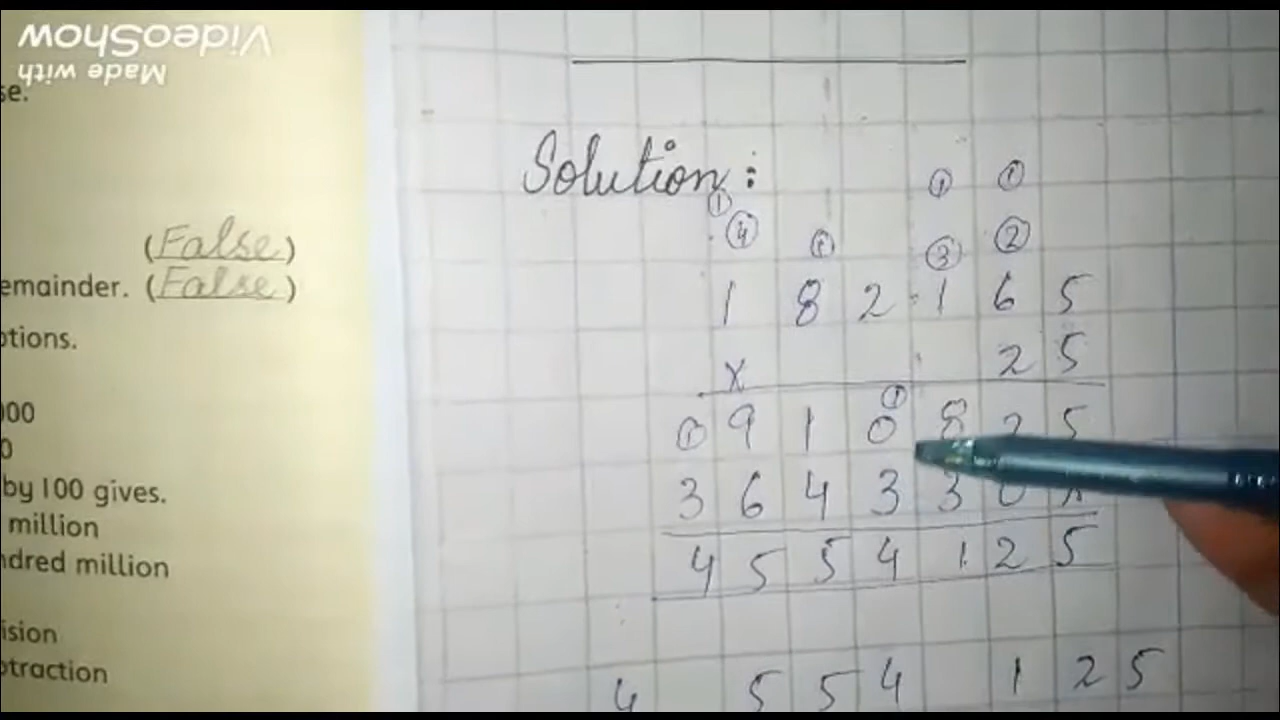 Made with
VideoShow
se.
(False)
emainder. (False)
ptions.
000
0
by 100 gives.
million
ndred million
ision
btraction
Solution:
① ①
①
④ ① ③ ②
1 8 2 1 6 5
x 2 5
①
① 9 1 0 8 2 5
3 6 4 3 3 0 x
4 5 5 4 1 2 5
4 5 5 4 1 2 5